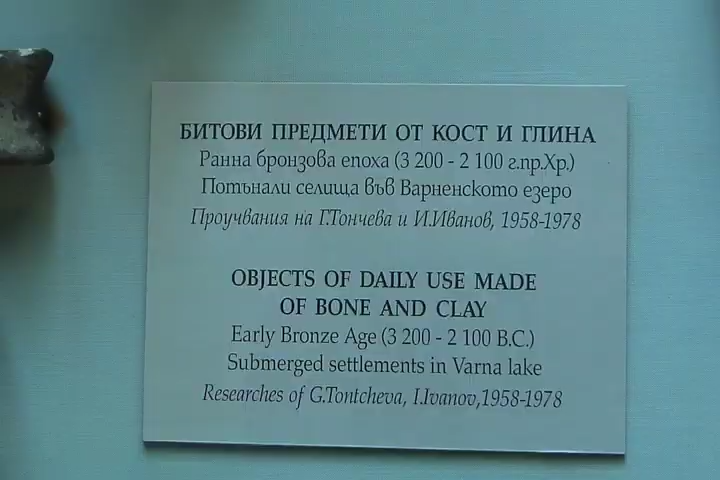 БИТОВИ ПРЕДМЕТИ ОТ КОСТ И ГЛИНА
Ранна бронзова епоха (3 200 - 2 100 г.пр.Хр.)
Потънали селища във Варненското езеро
Проучвания на Г.Тончева и И.Иванов, 1958-1978
OBJECTS OF DAILY USE MADE
OF BONE AND CLAY
Early Bronze Age (3 200 - 2 100 B.C.)
Submerged settlements in Varna lake
Researches of G.Tontcheva, I.Ivanov,1958-1978